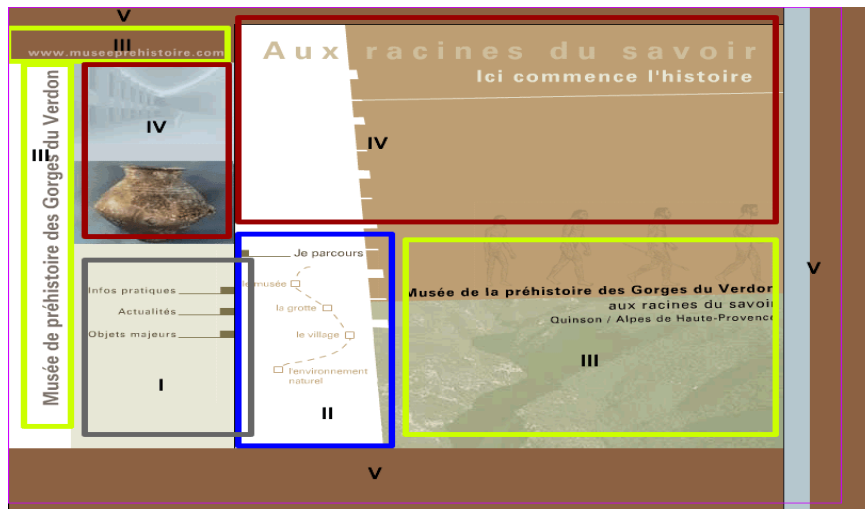 V
III
www.museeprehistoire.com
Aux racines du savoir
Ici commence l'histoire
IV
IV
III
Musée de préhistoire des Gorges du Verdon
V
Je parcours
le musée
la grotte
le village
l'environnement
naturel
II
Infos pratiques
Actualités
Objets majeurs
I
Musée de la préhistoire des Gorges du Verdon
aux racines du savoir
Quinson / Alpes de Haute-Provence
III
V